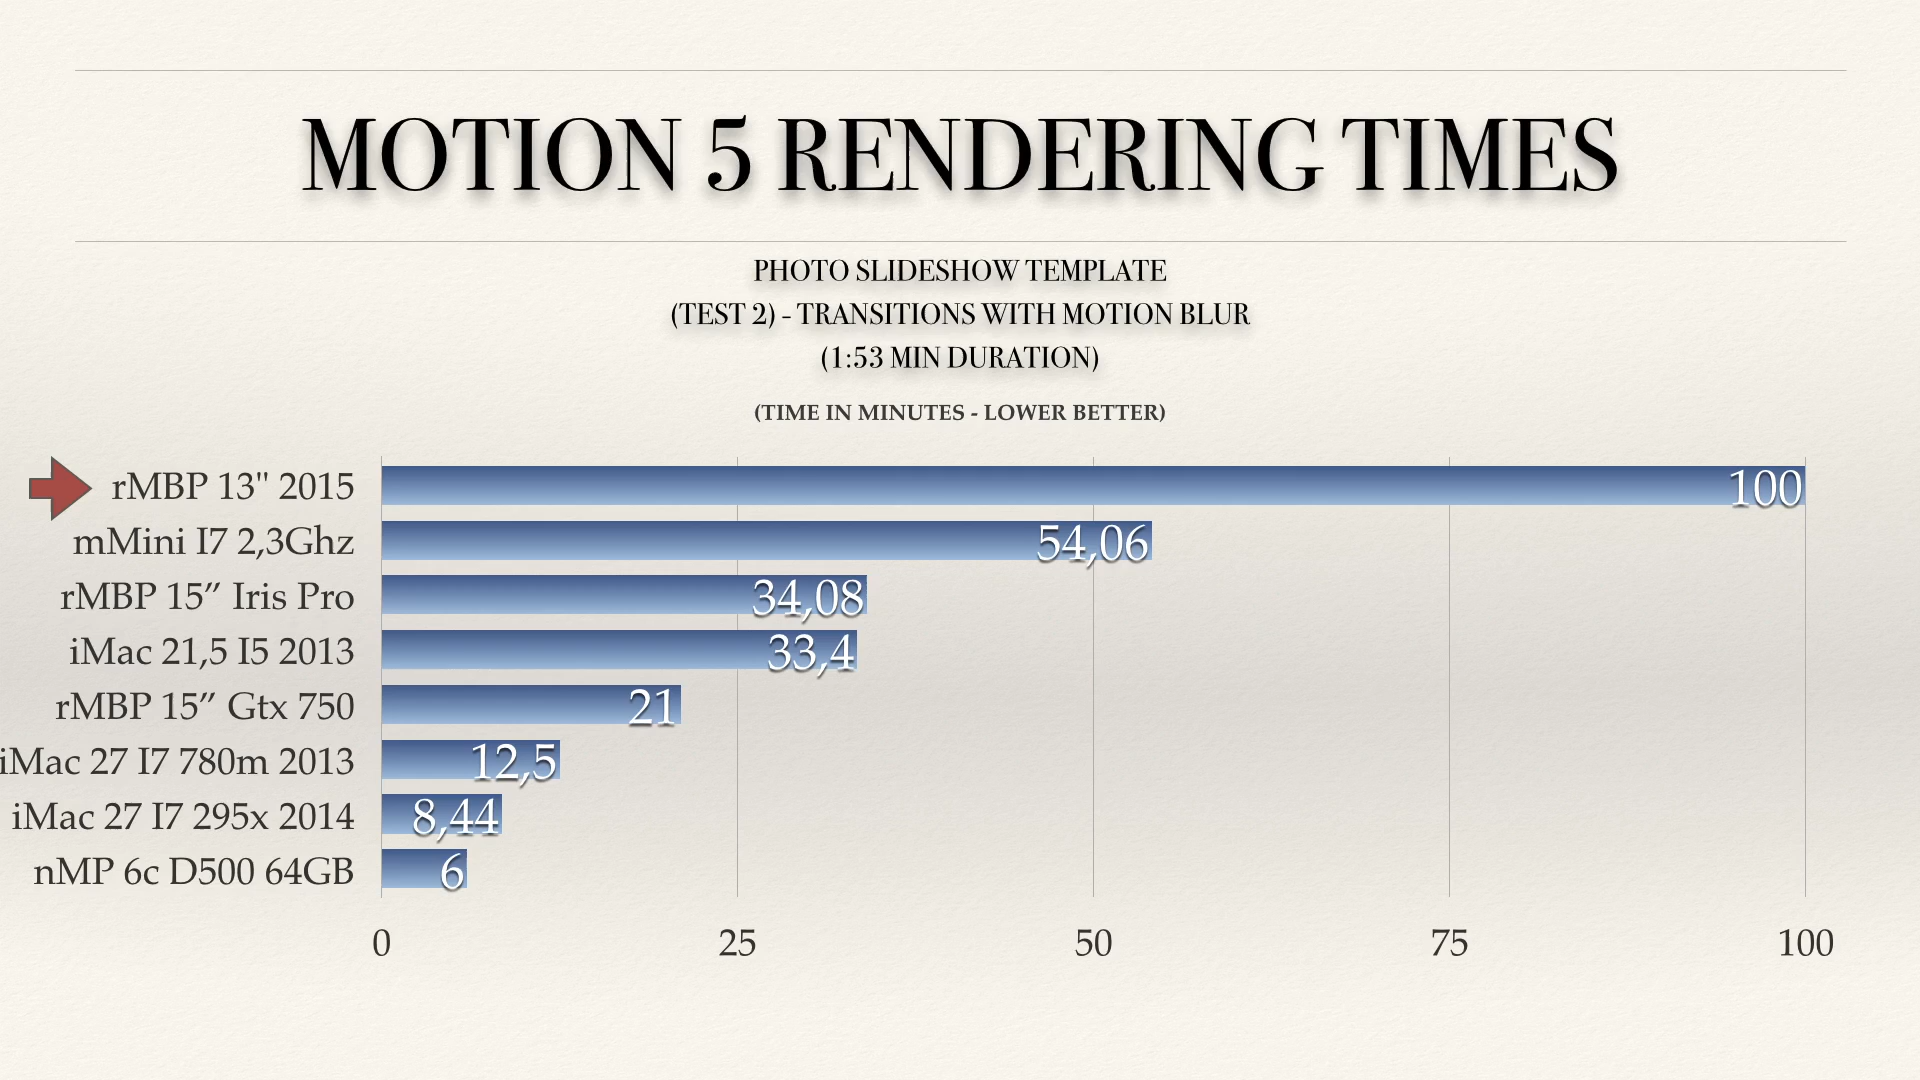 MOTION 5 RENDERING TIMES
PHOTO SLIDESHOW TEMPLATE
(TEST 2) - TRANSITIONS WITH MOTION BLUR
(1:53 MIN DURATION)
(TIME IN MINUTES - LOWER BETTER)
rMBP 13" 2015 100
mMini I7 2,3Ghz 54,06
rMBP 15” Iris Pro 34,08
iMac 21,5 I5 2013 33,4
rMBP 15” Gtx 750 21
iMac 27 I7 780m 2013 12,5
iMac 27 I7 295x 2014 8,44
nMP 6c D500 64GB 6
0 25 50 75 100